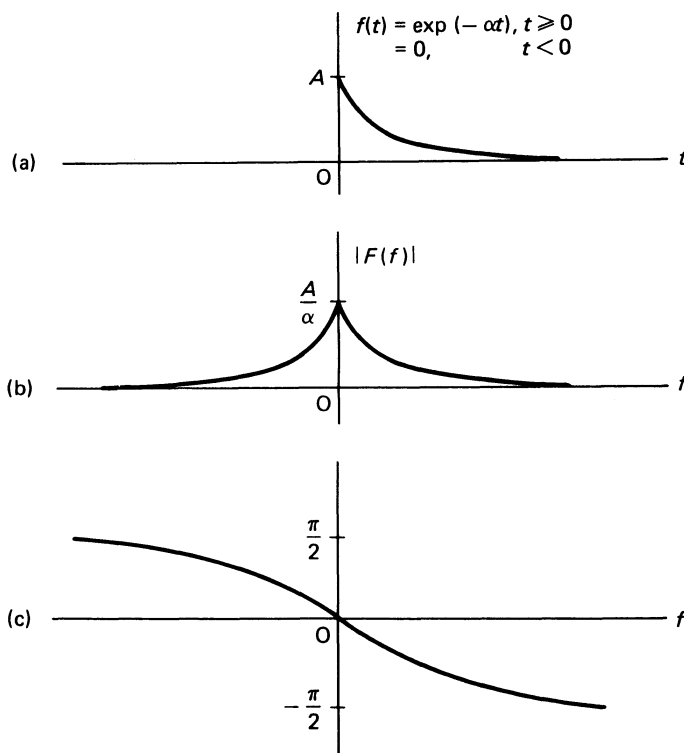 f(t) = exp (− αt), t ⩾ 0
= 0, t < 0
A
(a)
O
t
|F(f)|
A
α
(b)
O
f
π
2
(c)
O
f
− π
2